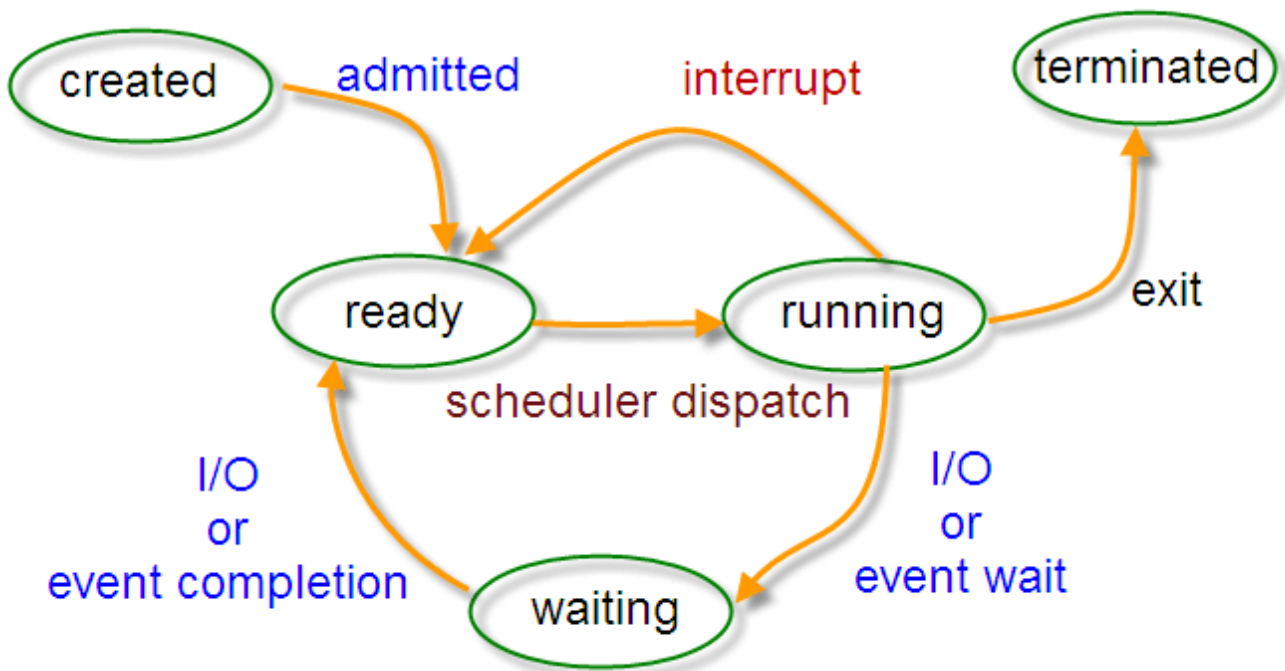 created
admitted
interrupt
terminated
ready
running
exit
scheduler dispatch
I/O
or
event completion
I/O
or
event wait
waiting